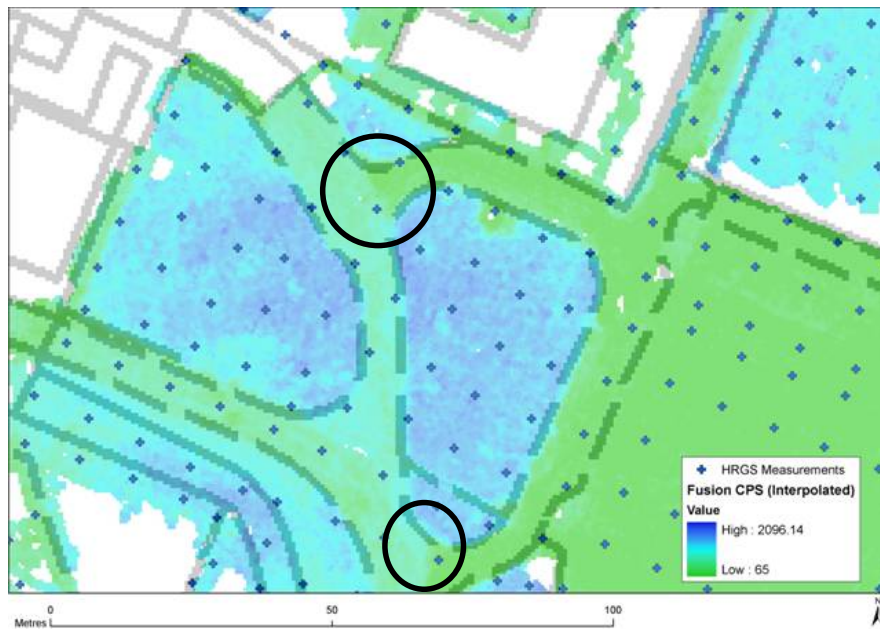 HRGS Measurements
Fusion CPS (Interpolated)
Value
High : 2096.14
Low : 65
0 50 100
Metres
N